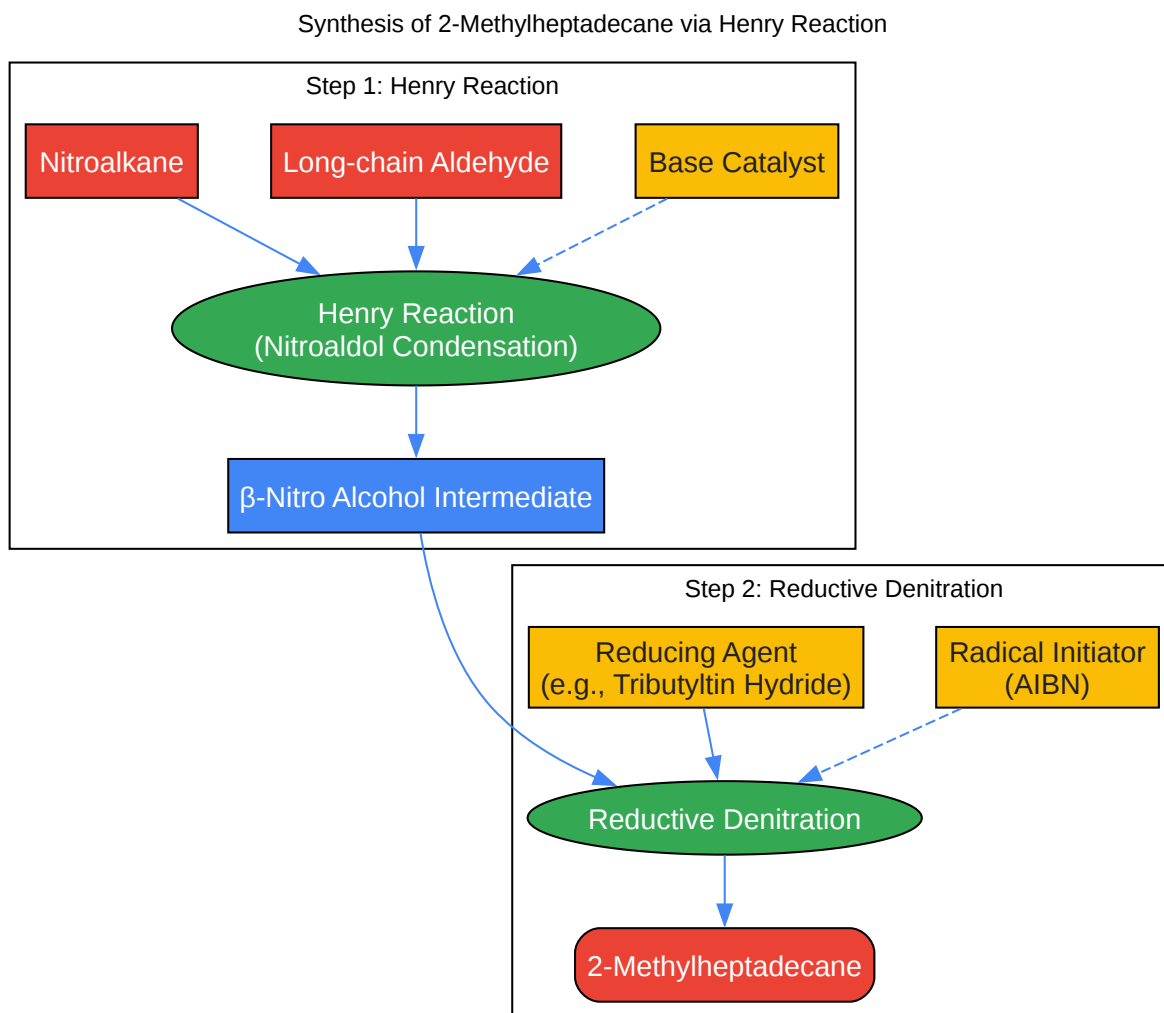 Synthesis of 2-Methylheptadecane via Henry Reaction
Step 1: Henry Reaction
Nitroalkane
Long-chain Aldehyde
Base Catalyst
Henry Reaction
(Nitroaldol Condensation)
β-Nitro Alcohol Intermediate
Step 2: Reductive Denitration
Reducing Agent
(e.g., Tributyltin Hydride)
Radical Initiator
(AIBN)
Reductive Denitration
2-Methylheptadecane